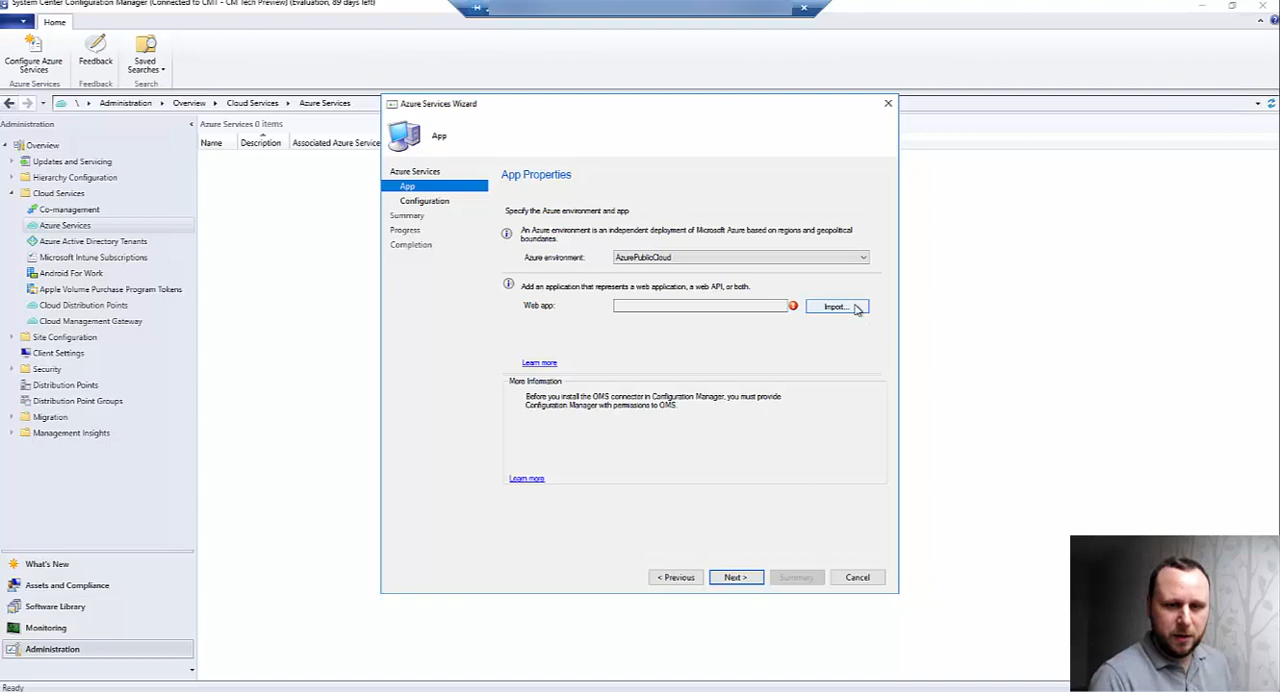 System Center Configuration Manager (Connected to CMT - CM Tech Preview) (Evaluation, 89 days left)
Home
Configure Azure Services
Feedback
Saved Searches
Azure Services
Feedback
Search
\ Administration Overview Cloud Services Azure Services
Administration
Overview
Updates and Servicing
Hierarchy Configuration
Cloud Services
Co-management
Azure Services
Azure Active Directory Tenants
Microsoft Intune Subscriptions
Android For Work
Apple Volume Purchase Program Tokens
Cloud Distribution Points
Cloud Management Gateway
Site Configuration
Client Settings
Security
Distribution Points
Distribution Point Groups
Migration
Management Insights
What's New
Assets and Compliance
Software Library
Monitoring
Administration
Ready
Azure Services 0 items
Name Description Associated Azure Service
Azure Services Wizard
App
Azure Services
App
Configuration
Summary
Progress
Completion
App Properties
Specify the Azure environment and app
An Azure environment is an independent deployment of Microsoft Azure based on regions and geopolitical
boundaries.
Azure environment: AzurePublicCloud
Add an application that represents a web application, a web API, or both.
Web app: Import...
Learn more
More Information
Before you install the OMS connector in Configuration Manager, you must provide
Configuration Manager with permissions to OMS.
Learn more
< Previous Next > Summary Cancel